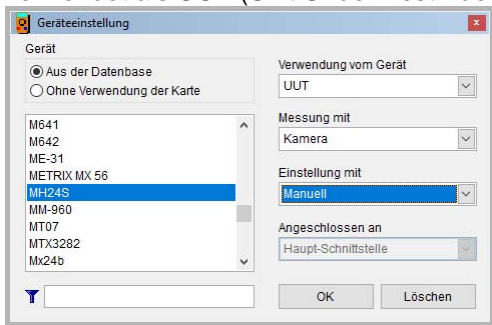 Geräteeinstellung
Gerät
Aus der Datenbase
Ohne Verwendung der Karte
M641
M642
ME-31
METRIX MX 56
MH24S
MM-960
MT07
MTX3282
Mx24b
Verwendung vom Gerät
UUT
Messung mit
Kamera
Einstellung mit
Manuell
Angeschlossen an
Haupt-Schnittstelle
OK
Löschen